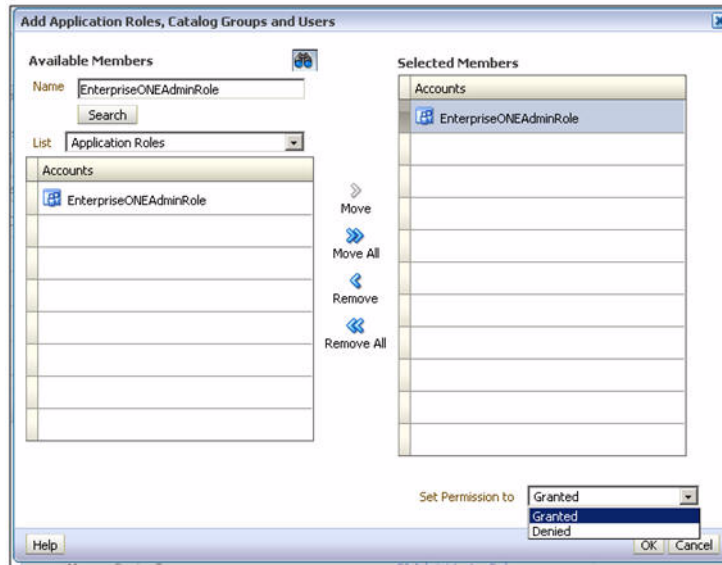 Add Application Roles, Catalog Groups and Users
Available Members
Name EnterpriseONEAdminRole
Search
List Application Roles
Accounts
EnterpriseONEAdminRole
Move
Move All
Remove
Remove All
Selected Members
Accounts
EnterpriseONEAdminRole
Set Permission to Granted
Granted
Denied
Help
OK Cancel